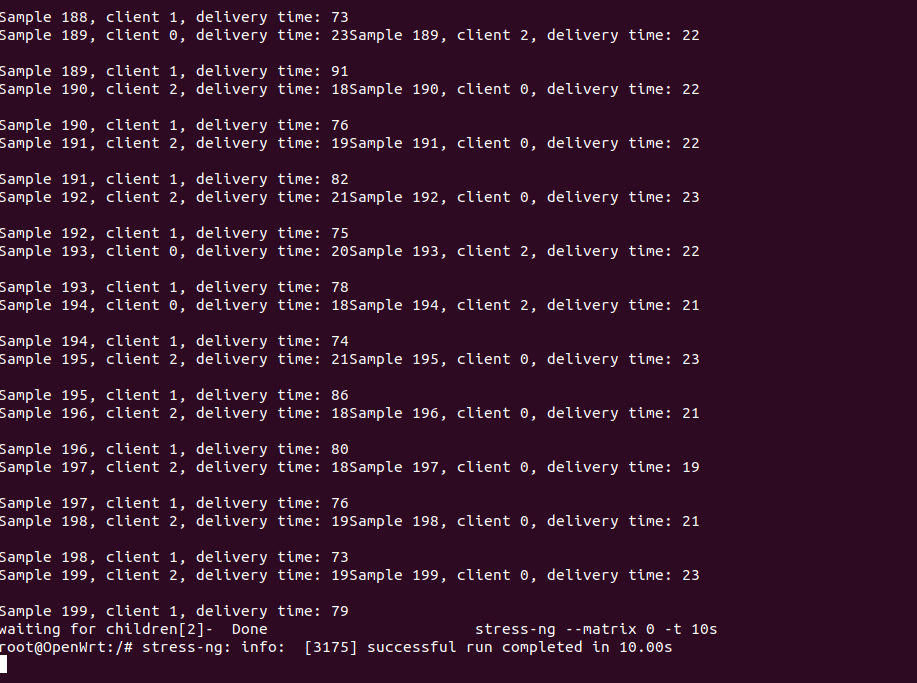 Sample 188, client 1, delivery time: 73
Sample 189, client 0, delivery time: 23Sample 189, client 2, delivery time: 22
Sample 189, client 1, delivery time: 91
Sample 190, client 2, delivery time: 18Sample 190, client 0, delivery time: 22
Sample 190, client 1, delivery time: 76
Sample 191, client 2, delivery time: 19Sample 191, client 0, delivery time: 22
Sample 191, client 1, delivery time: 82
Sample 192, client 2, delivery time: 21Sample 192, client 0, delivery time: 23
Sample 192, client 1, delivery time: 75
Sample 193, client 0, delivery time: 20Sample 193, client 2, delivery time: 22
Sample 193, client 1, delivery time: 78
Sample 194, client 0, delivery time: 18Sample 194, client 2, delivery time: 21
Sample 194, client 1, delivery time: 74
Sample 195, client 2, delivery time: 21Sample 195, client 0, delivery time: 23
Sample 195, client 1, delivery time: 86
Sample 196, client 2, delivery time: 18Sample 196, client 0, delivery time: 21
Sample 196, client 1, delivery time: 80
Sample 197, client 2, delivery time: 18Sample 197, client 0, delivery time: 19
Sample 197, client 1, delivery time: 76
Sample 198, client 2, delivery time: 19Sample 198, client 0, delivery time: 21
Sample 198, client 1, delivery time: 73
Sample 199, client 2, delivery time: 19Sample 199, client 0, delivery time: 23
Sample 199, client 1, delivery time: 79
waiting for children[2]-  Done                       stress-ng --matrix 0 -t 10s
root@OpenWrt:/# stress-ng: info:  [3175] successful run completed in 10.00s